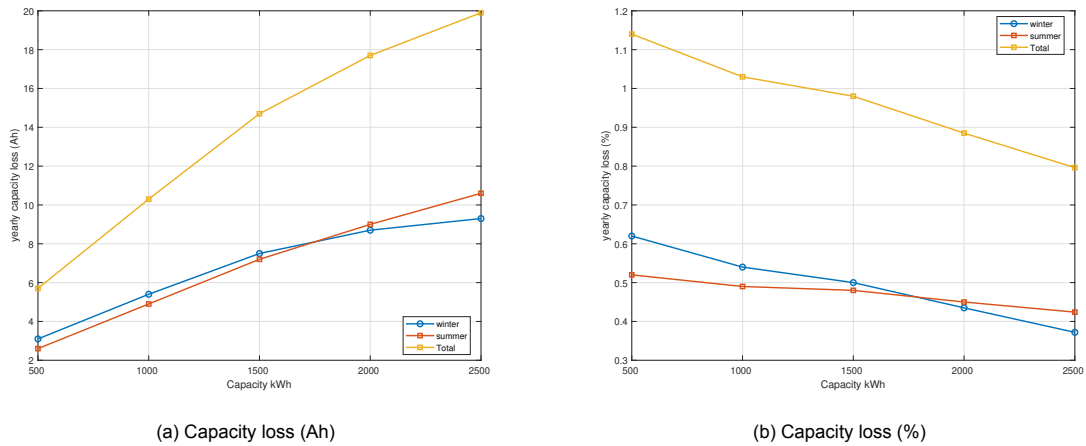 20
18
16
14
12
10
8
6
4
2
yearly capacity loss (Ah)
500
1000
1500
2000
2500
Capacity kWh
winter
summer
Total
(a) Capacity loss (Ah)
1.2
1.1
1
0.9
0.8
0.7
0.6
0.5
0.4
0.3
yearly capacity loss (%)
500
1000
1500
2000
2500
Capacity kWh
winter
summer
Total
(b) Capacity loss (%)